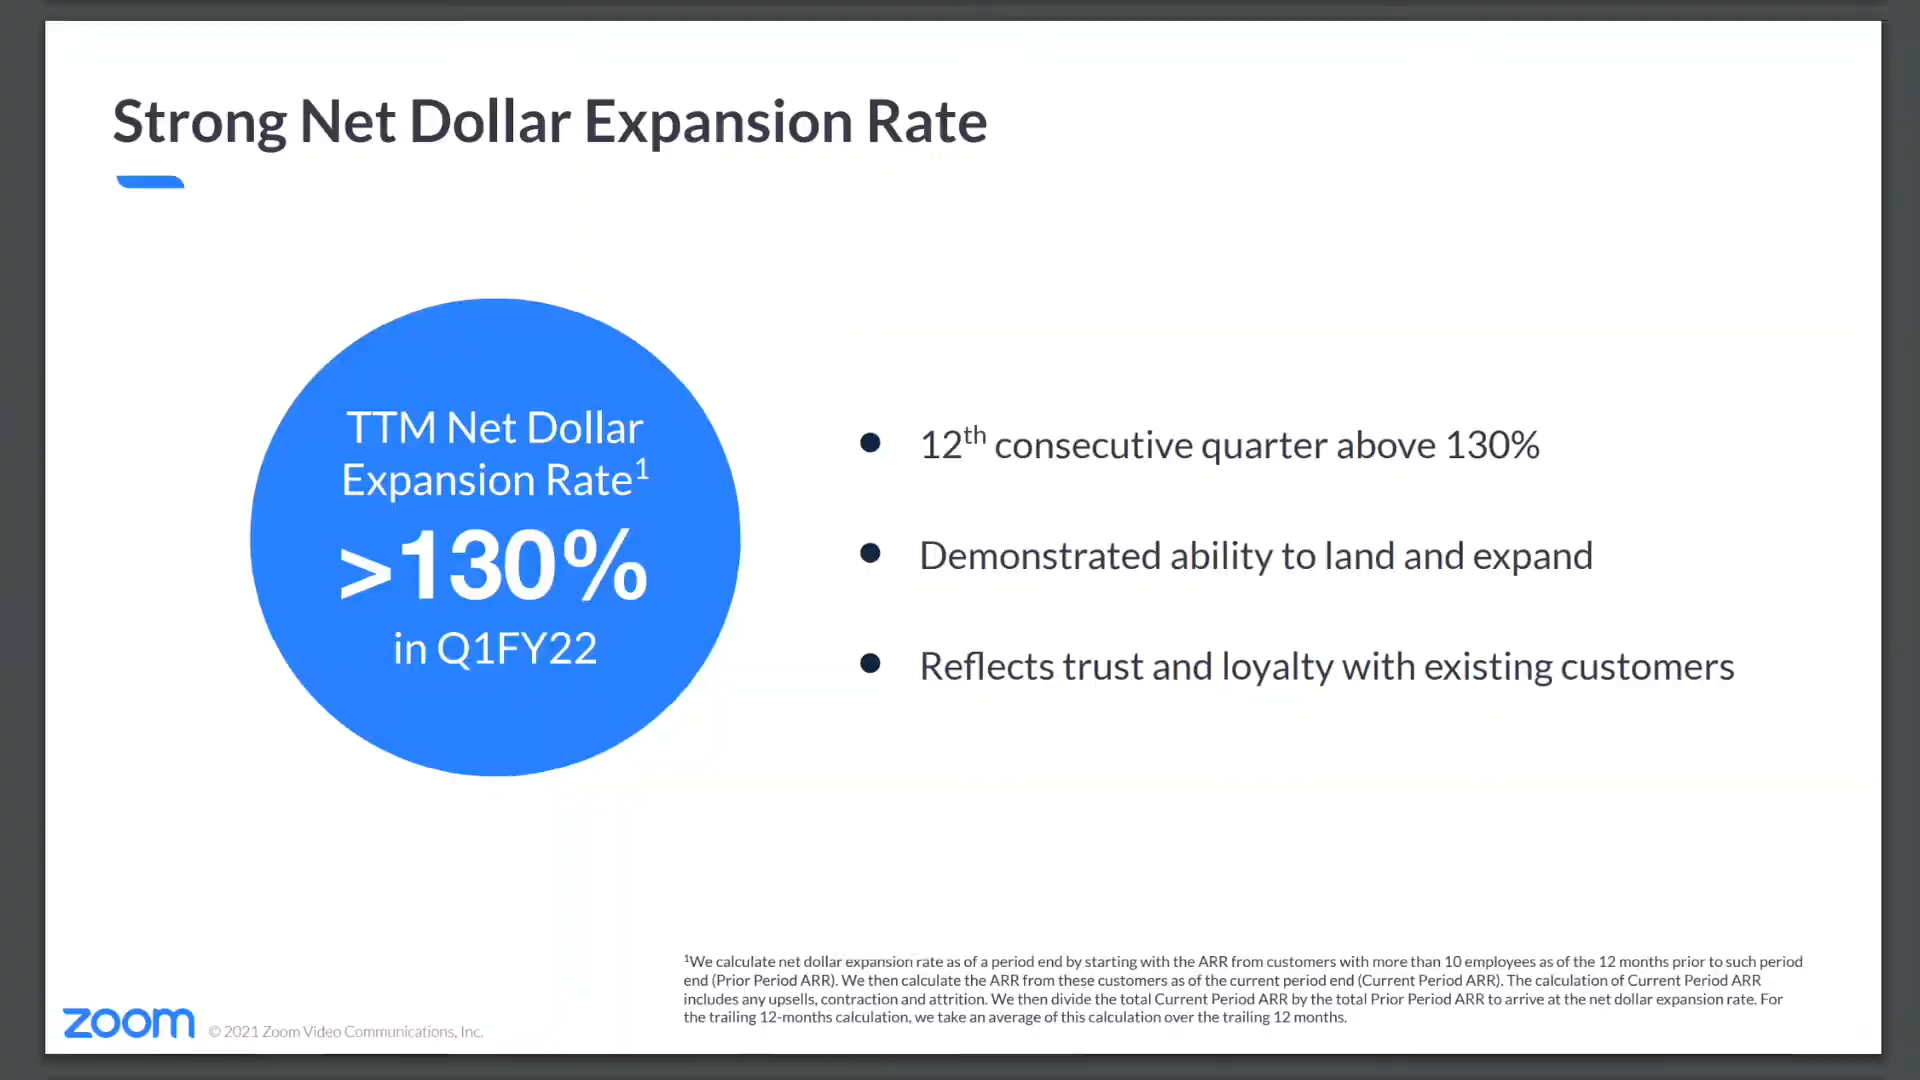 Strong Net Dollar Expansion Rate
TTM Net Dollar
Expansion Rate¹
>130%
in Q1FY22
● 12th consecutive quarter above 130%
● Demonstrated ability to land and expand
● Reflects trust and loyalty with existing customers
¹We calculate net dollar expansion rate as of a period end by starting with the ARR from customers with more than 10 employees as of the 12 months prior to such period
end (Prior Period ARR). We then calculate the ARR from these customers as of the current period end (Current Period ARR). The calculation of Current Period ARR
includes any upsells, contraction and attrition. We then divide the total Current Period ARR by the total Prior Period ARR to arrive at the net dollar expansion rate. For
the trailing 12-months calculation, we take an average of this calculation over the trailing 12 months.
zoom © 2021 Zoom Video Communications, Inc.